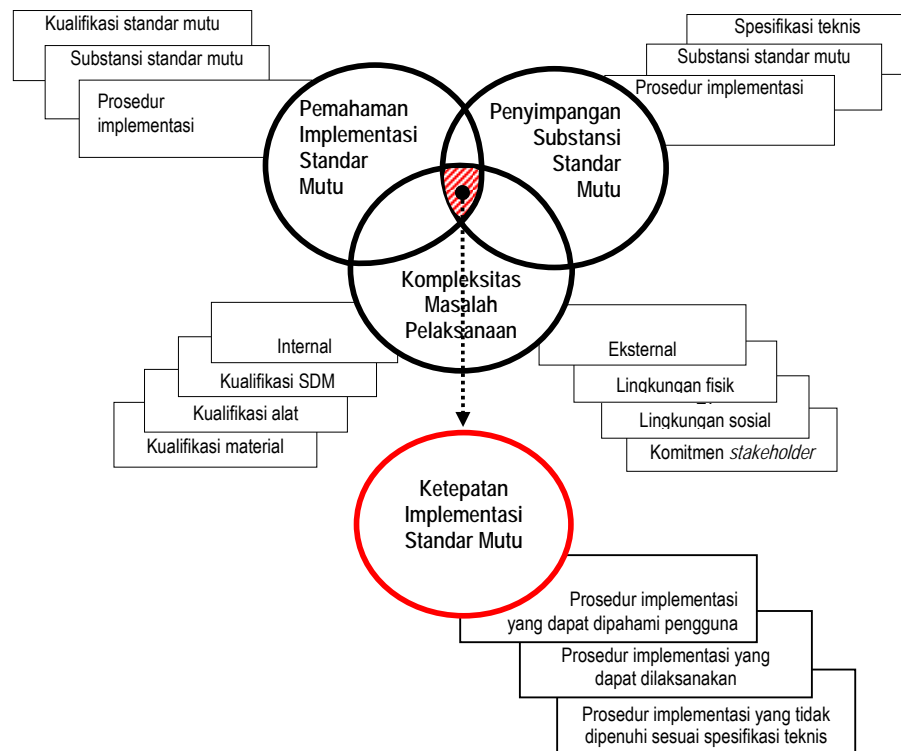 Kualifikasi standar mutu
Substansi standar mutu
Prosedur
implementasi
Spesifikasi teknis
Substansi standar mutu
Prosedur implementasi
Pemahaman
Implementasi
Standar
Mutu
Penyimpangan
Substansi
Standar
Mutu
Kompleksitas
Masalah
Pelaksanaan
Internal
Kualifikasi SDM
Kualifikasi alat
Kualifikasi material
Eksternal
Lingkungan fisik
Lingkungan sosial
Komitmen stakeholder
Ketepatan
Implementasi
Standar Mutu
Prosedur implementasi
yang dapat dipahami pengguna
Prosedur implementasi yang
dapat dilaksanakan
Prosedur implementasi yang tidak
dipenuhi sesuai spesifikasi teknis